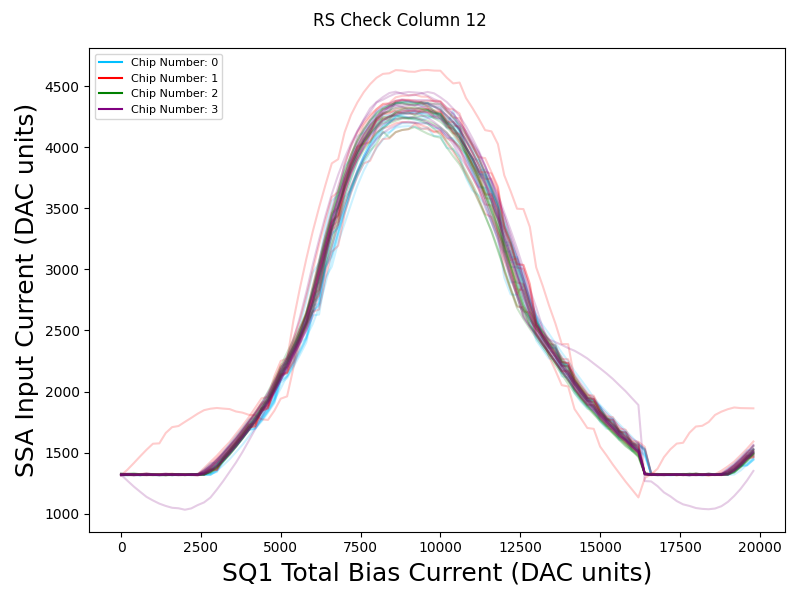 RS Check Column 12
Chip Number: 0
Chip Number: 1
Chip Number: 2
Chip Number: 3
SSA Input Current (DAC units)
4500
4000
3500
3000
2500
2000
1500
1000
0 2500 5000 7500 10000 12500 15000 17500 20000
SQ1 Total Bias Current (DAC units)